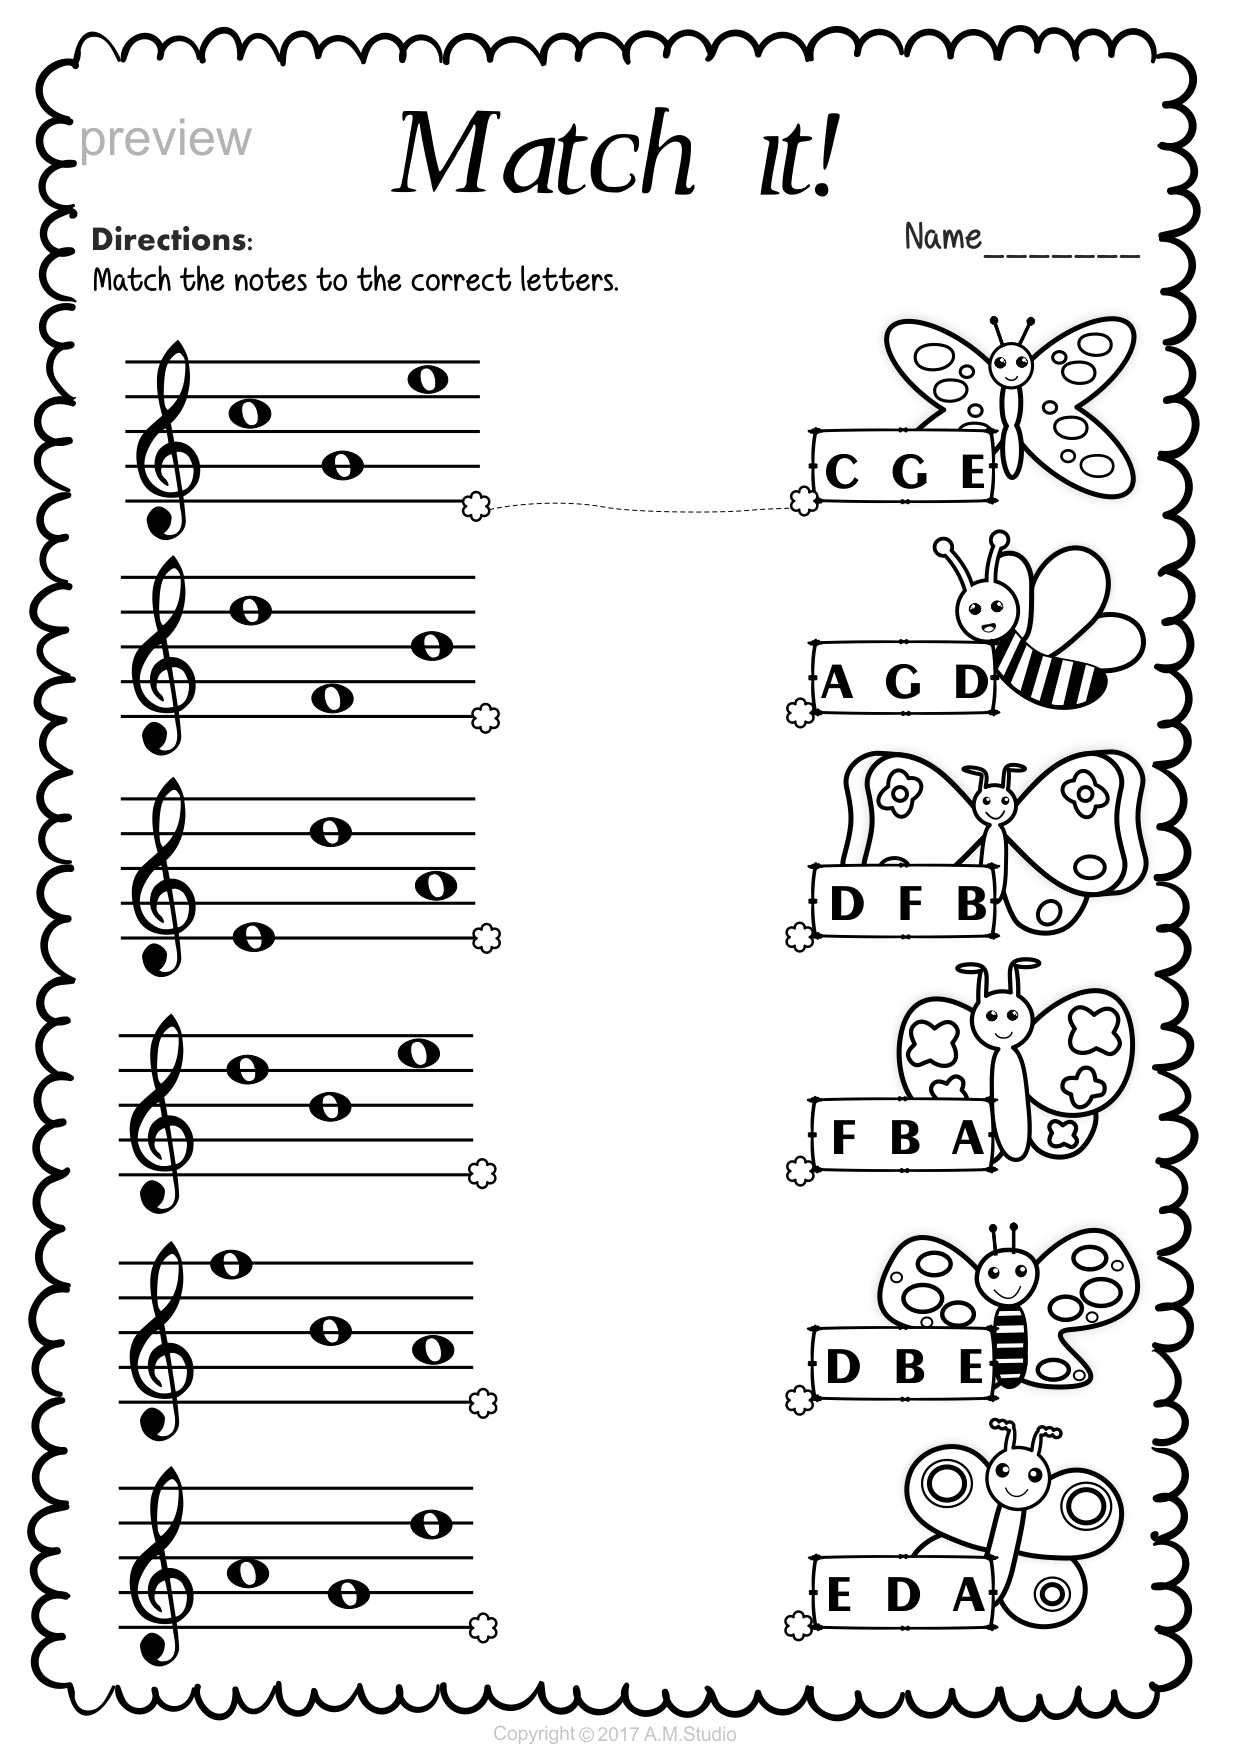 preview
Match it!
Directions:
Name_______
Match the notes to the correct letters.
C G E
A G D
D F B
F B A
D B E
E D A
Copyright © 2017 A.M.Studio